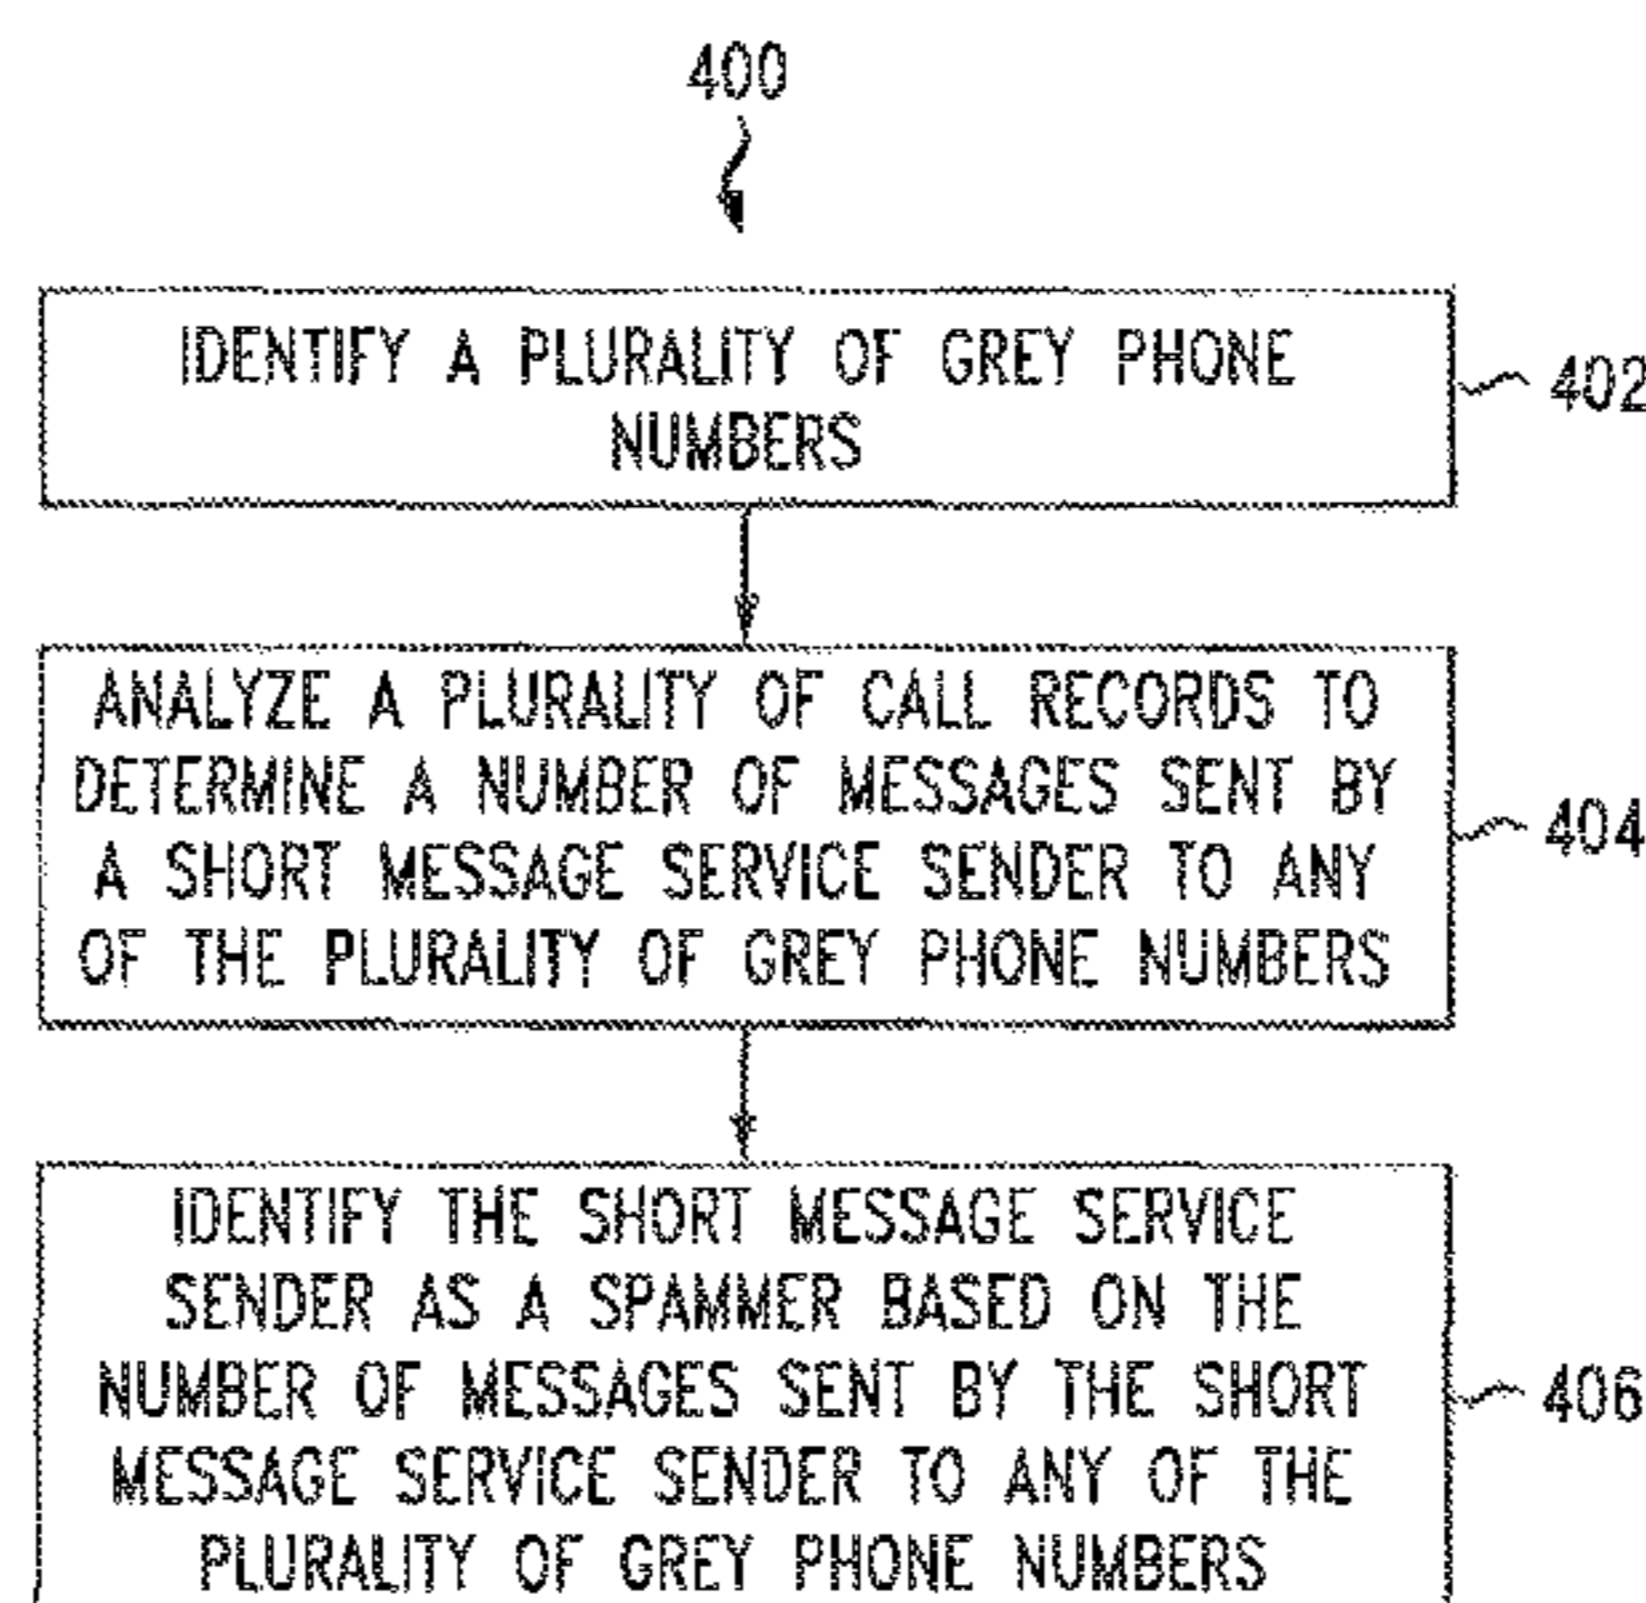 400
IDENTIFY A PLURALITY OF GREY PHONE
NUMBERS
402
ANALYZE A PLURALITY OF CALL RECORDS TO
DETERMINE A NUMBER OF MESSAGES SENT BY
A SHORT MESSAGE SERVICE SENDER TO ANY
OF THE PLURALITY OF GREY PHONE NUMBERS
404
IDENTIFY THE SHORT MESSAGE SERVICE
SENDER AS A SPAMMER BASED ON THE
NUMBER OF MESSAGES SENT BY THE SHORT
MESSAGE SERVICE SENDER TO ANY OF THE
PLURALITY OF GREY PHONE NUMBERS
406